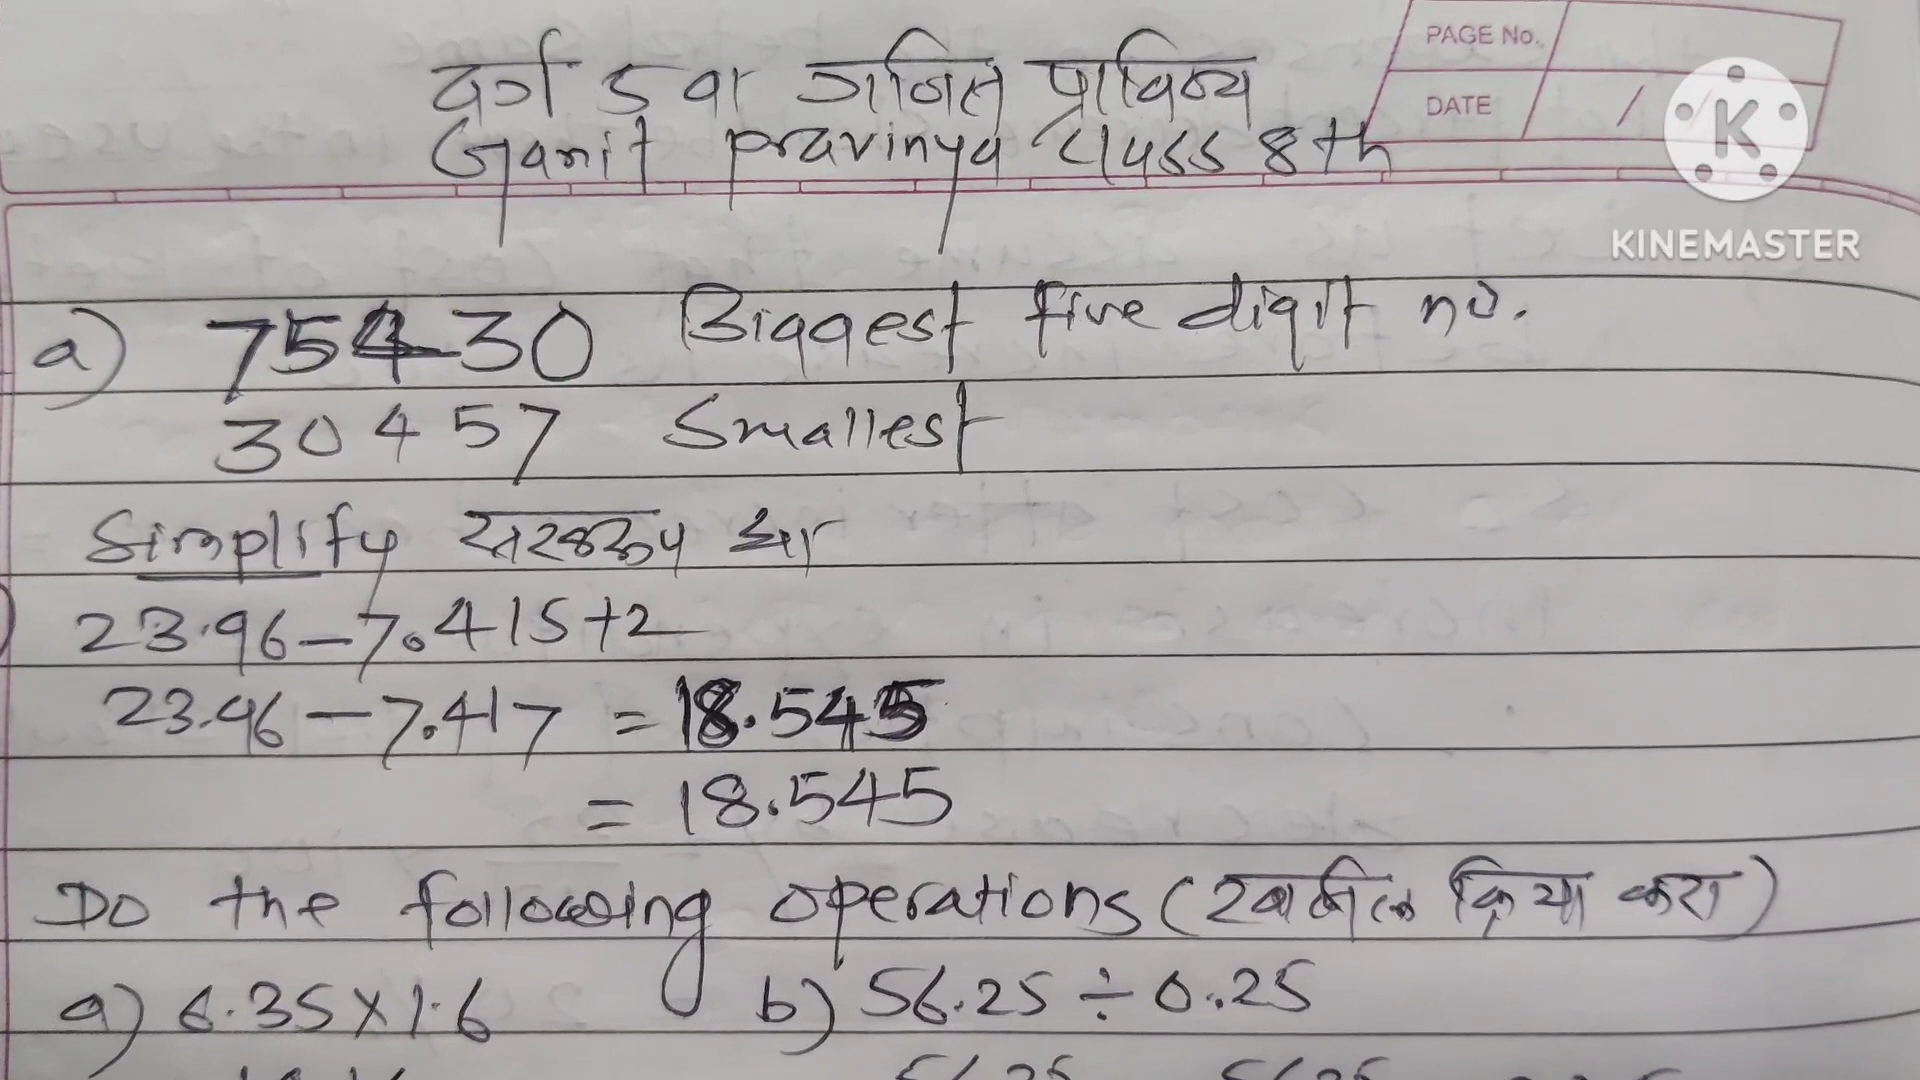 वर्ग 5 वा गणित प्राविण्य
Ganit pravinya class 8th
PAGE No.
DATE / /
K
KINEMASTER
a) 75430 Biggest five digit no.
30457 Smallest
Simplify सरळरूप द्या
23.96-7.415+2
23.96-7.417 = 18.545
= 18.545
Do the following operations (खालील क्रिया करा)
a) 6.35×1.6 b) 56.25÷0.25